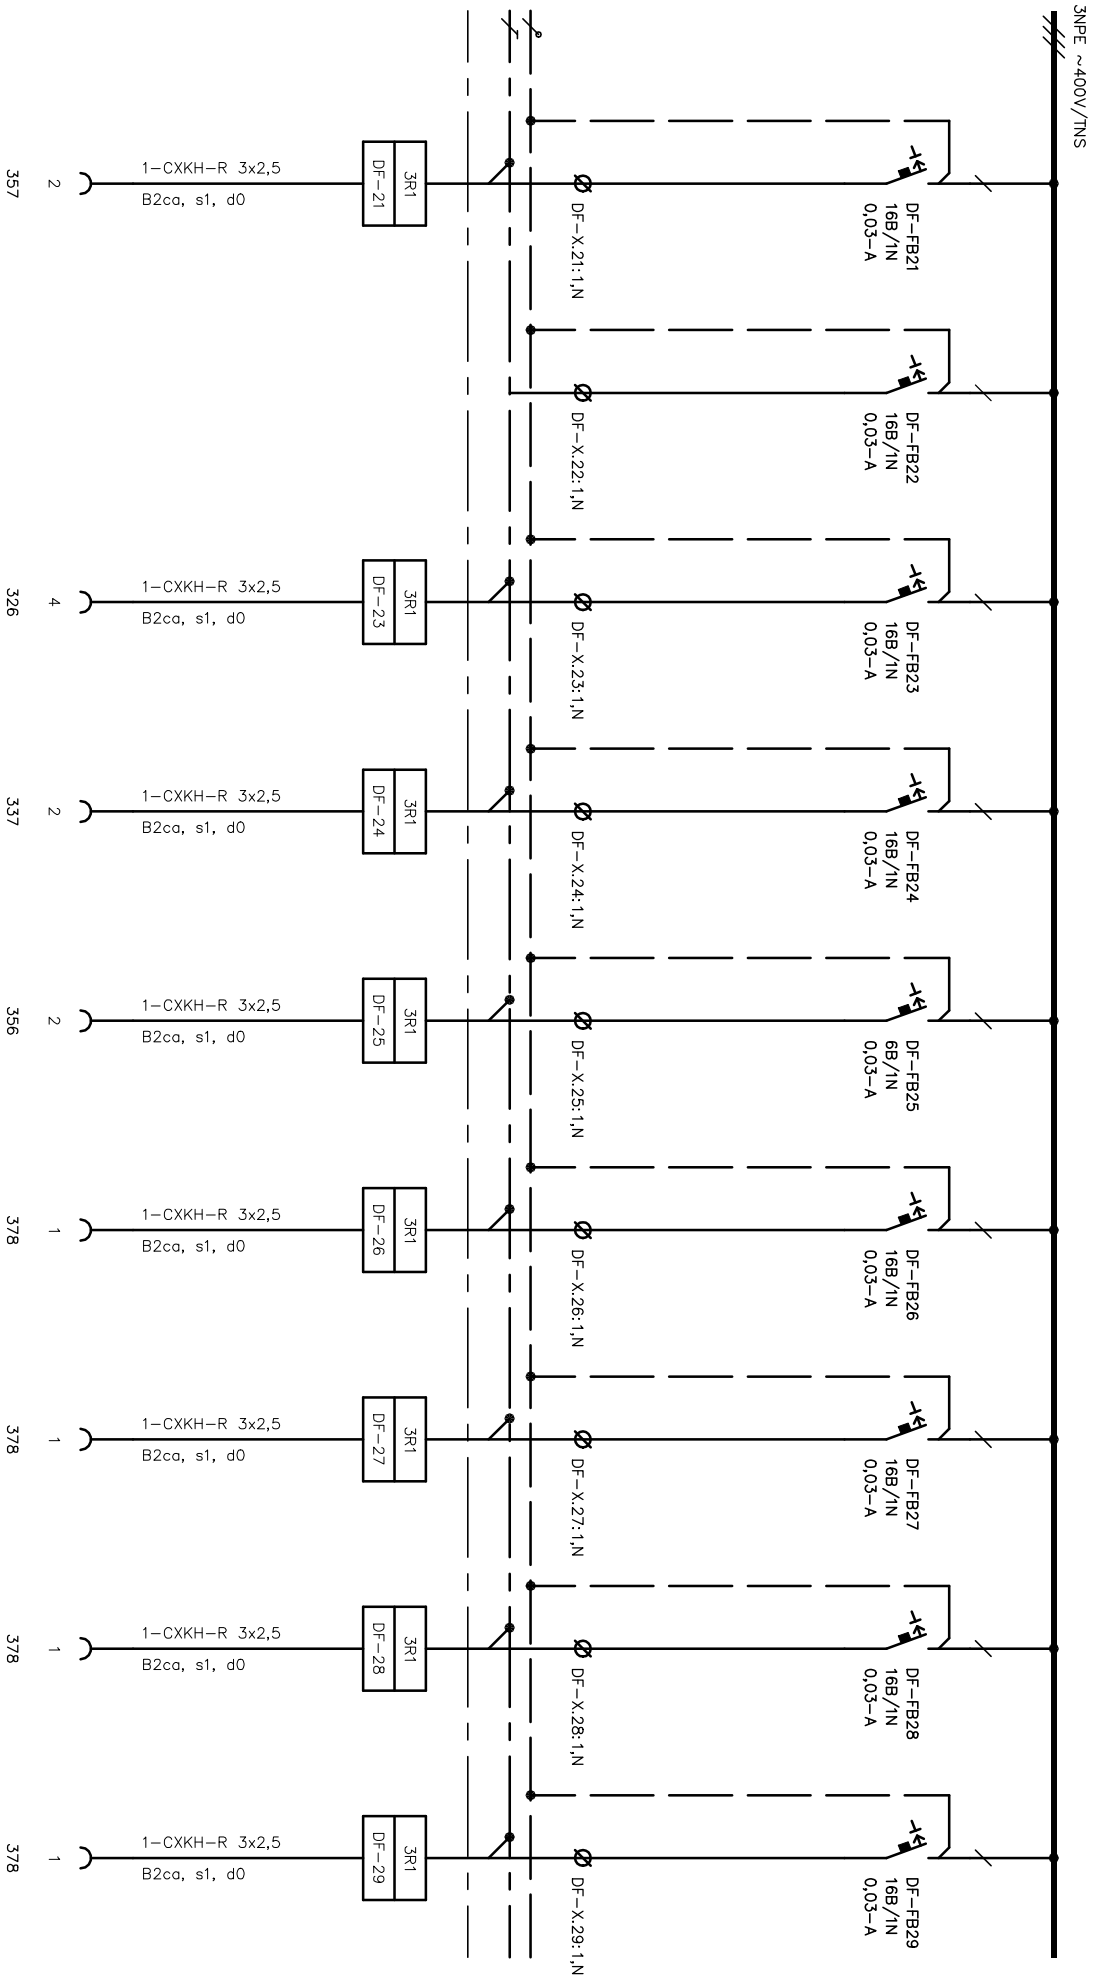 3NPE ~400V/TNS
DF-FB21
16B/1N
0,03-A
DF-X.21:1,N
3R1
DF-21
1-CXKH-R 3x2,5
B2ca, s1, d0
2
357
DF-FB22
16B/1N
0,03-A
DF-X.22:1,N
DF-FB23
16B/1N
0,03-A
DF-X.23:1,N
3R1
DF-23
1-CXKH-R 3x2,5
B2ca, s1, d0
4
326
DF-FB24
16B/1N
0,03-A
DF-X.24:1,N
3R1
DF-24
1-CXKH-R 3x2,5
B2ca, s1, d0
2
337
DF-FB25
6B/1N
0,03-A
DF-X.25:1,N
3R1
DF-25
1-CXKH-R 3x2,5
B2ca, s1, d0
2
356
DF-FB26
16B/1N
0,03-A
DF-X.26:1,N
3R1
DF-26
1-CXKH-R 3x2,5
B2ca, s1, d0
1
378
DF-FB27
16B/1N
0,03-A
DF-X.27:1,N
3R1
DF-27
1-CXKH-R 3x2,5
B2ca, s1, d0
1
378
DF-FB28
16B/1N
0,03-A
DF-X.28:1,N
3R1
DF-28
1-CXKH-R 3x2,5
B2ca, s1, d0
1
378
DF-FB29
16B/1N
0,03-A
DF-X.29:1,N
3R1
DF-29
1-CXKH-R 3x2,5
B2ca, s1, d0
1
378